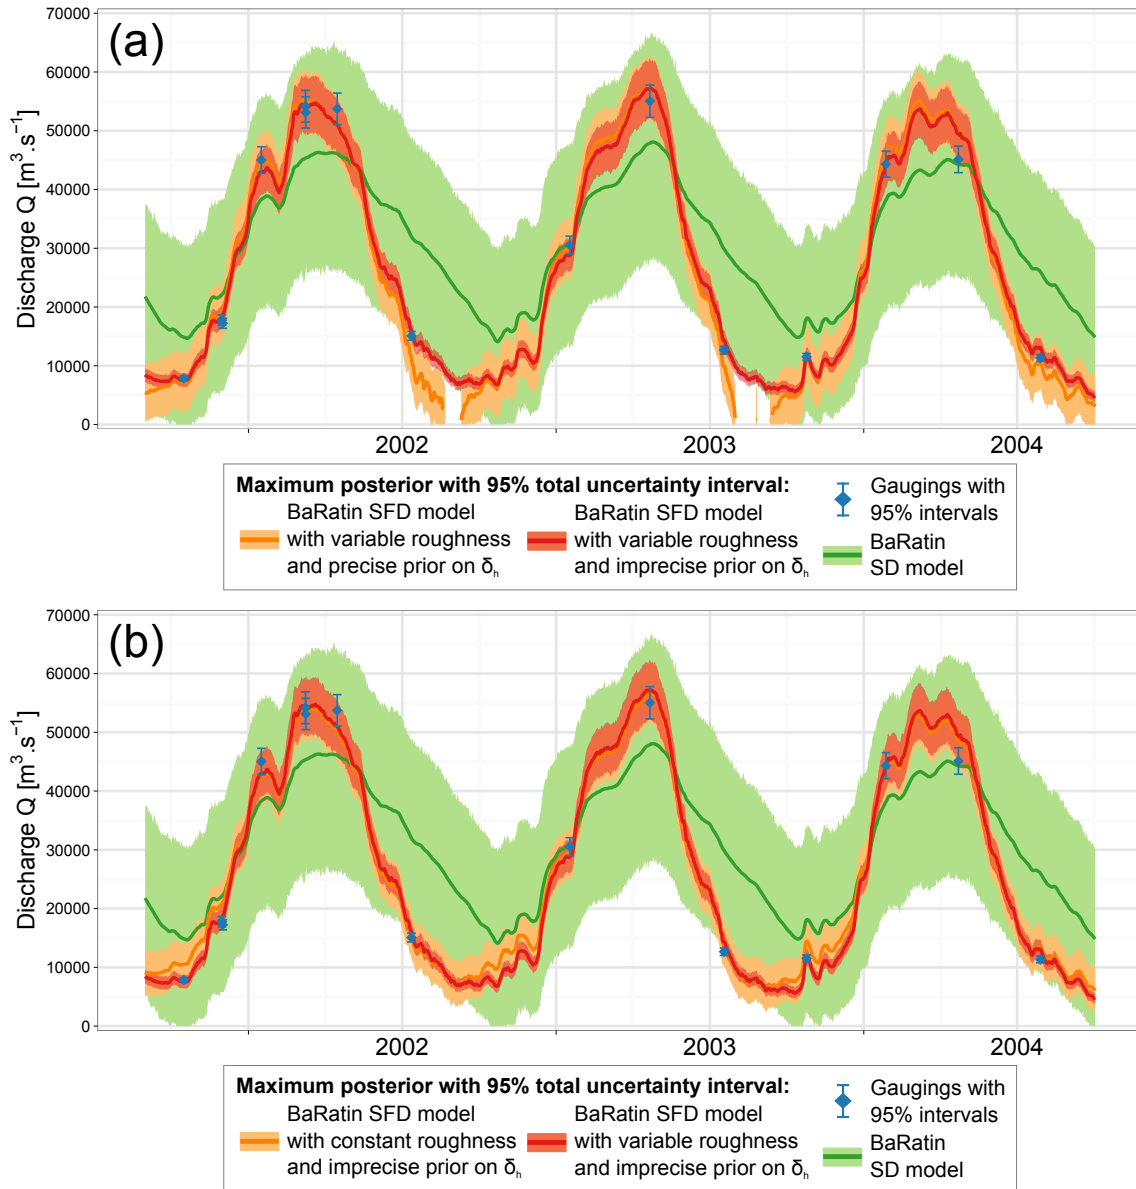 (a)
Discharge Q [m³.s⁻¹]
70000
60000
50000
40000
30000
20000
10000
0
2002 2003 2004
Maximum posterior with 95% total uncertainty interval:
BaRatin SFD model
with variable roughness
and precise prior on δₕ
BaRatin SFD model
with variable roughness
and imprecise prior on δₕ
Gaugings with
95% intervals
BaRatin
SD model
(b)
Discharge Q [m³.s⁻¹]
70000
60000
50000
40000
30000
20000
10000
0
2002 2003 2004
Maximum posterior with 95% total uncertainty interval:
BaRatin SFD model
with constant roughness
and imprecise prior on δₕ
BaRatin SFD model
with variable roughness
and imprecise prior on δₕ
Gaugings with
95% intervals
BaRatin
SD model